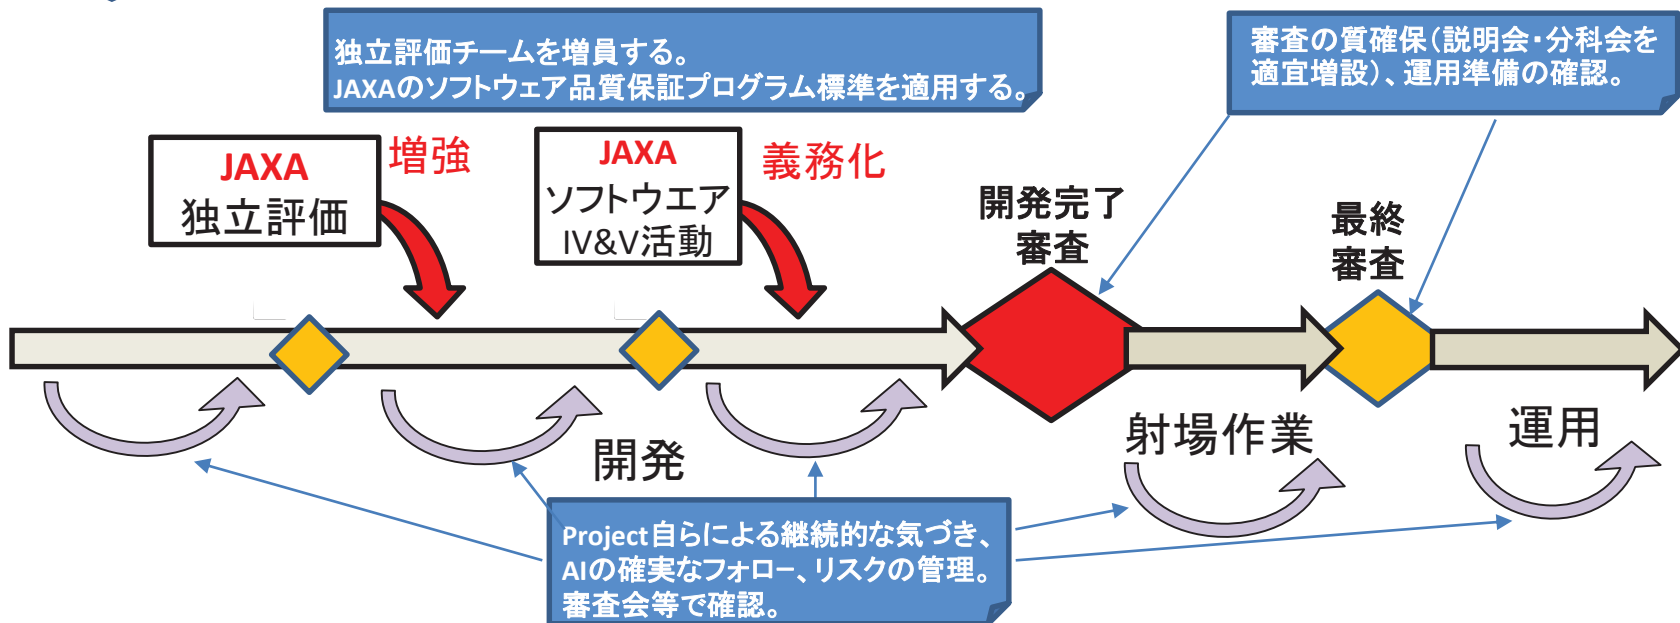 独立評価チームを増員する。
JAXAのソフトウェア品質保証プログラム標準を適用する。
審査の質確保(説明会・分科会を
適宜増設)、運用準備の確認。
JAXA
独立評価
増強
JAXA
ソフトウエア
IV&V活動
義務化
開発完了
審査
最終
審査
開発
射場作業
運用
Project自らによる継続的な気づき、
AIの確実なフォロー、リスクの管理。
審査会等で確認。